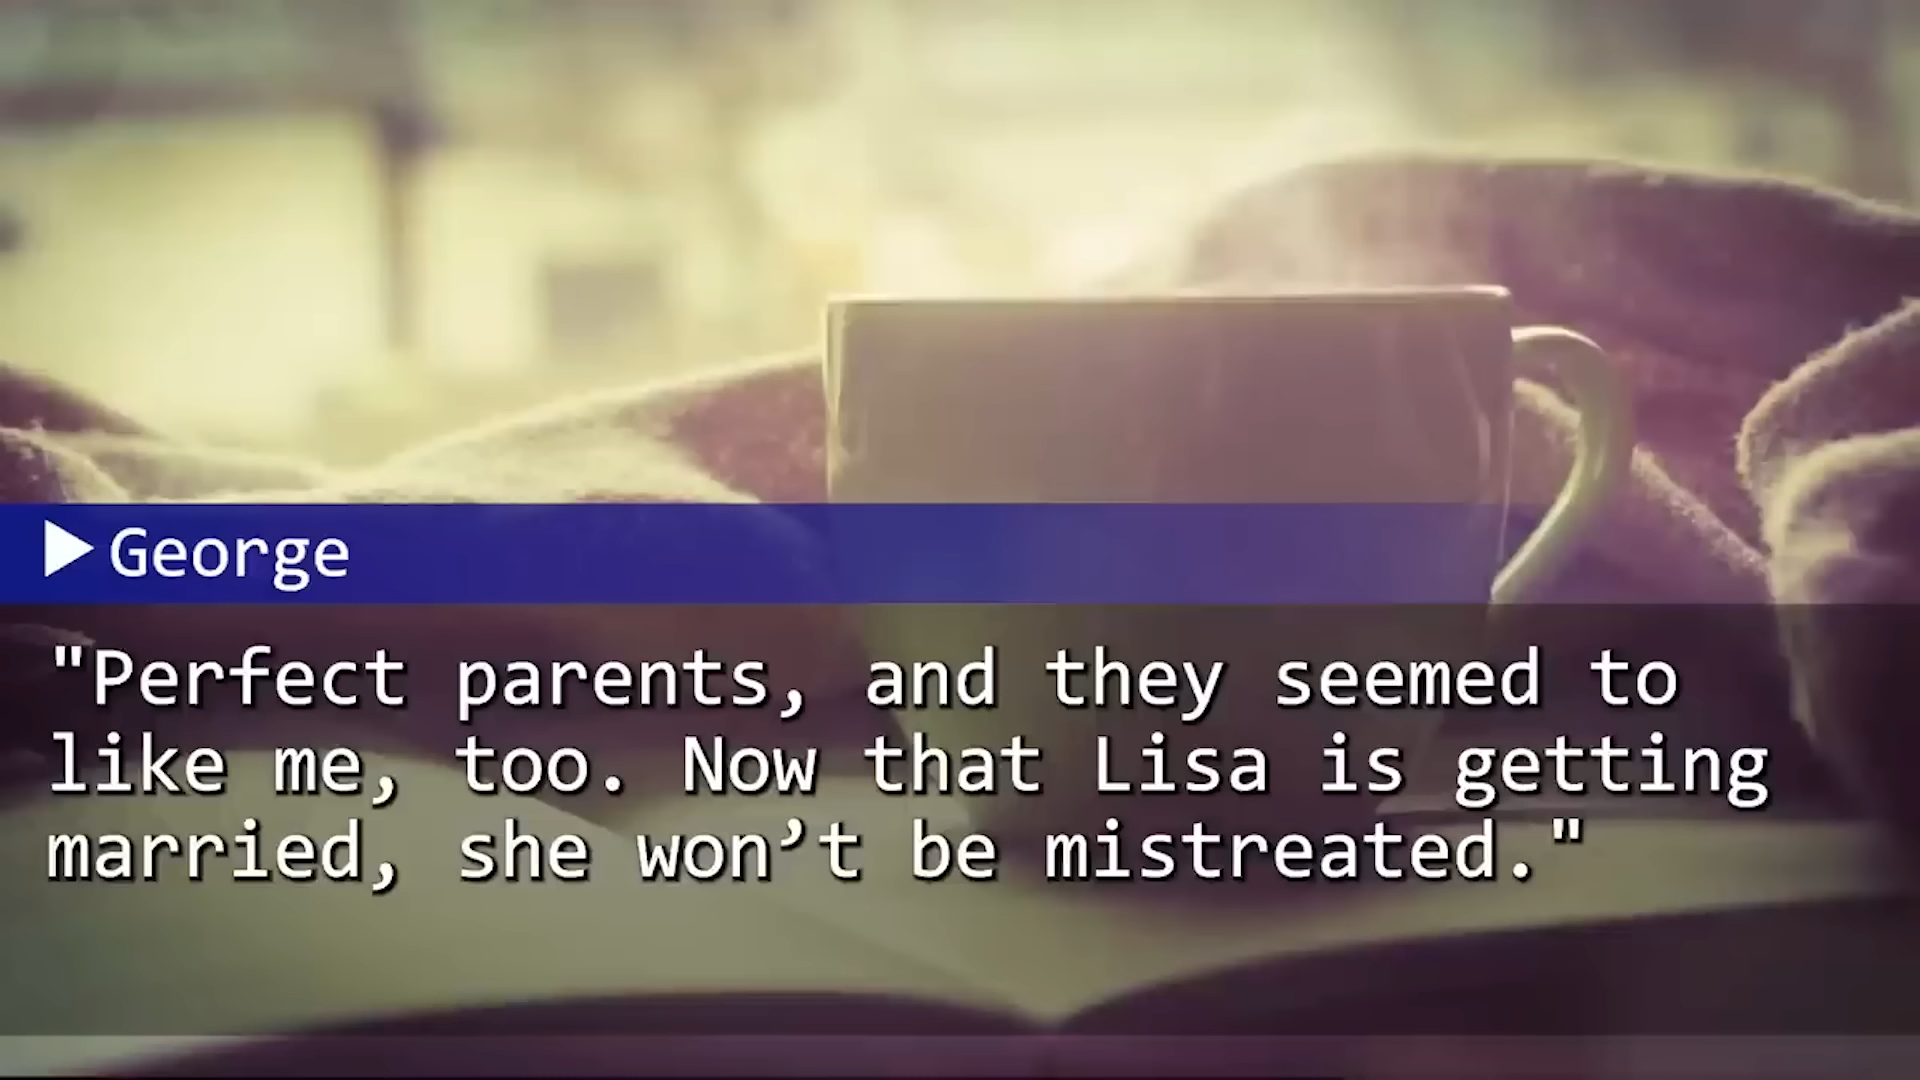 ▶George
"Perfect parents, and they seemed to
like me, too. Now that Lisa is getting
married, she won’t be mistreated."